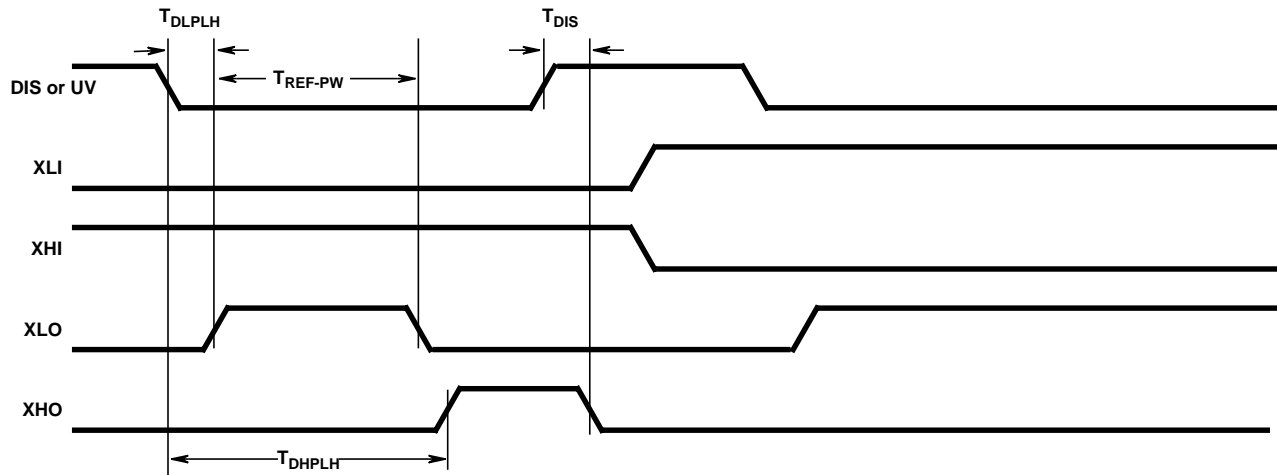 TDLPLH
TDIS
TREF-PW
DIS or UV
XLI
XHI
XLO
XHO
TDHPLH